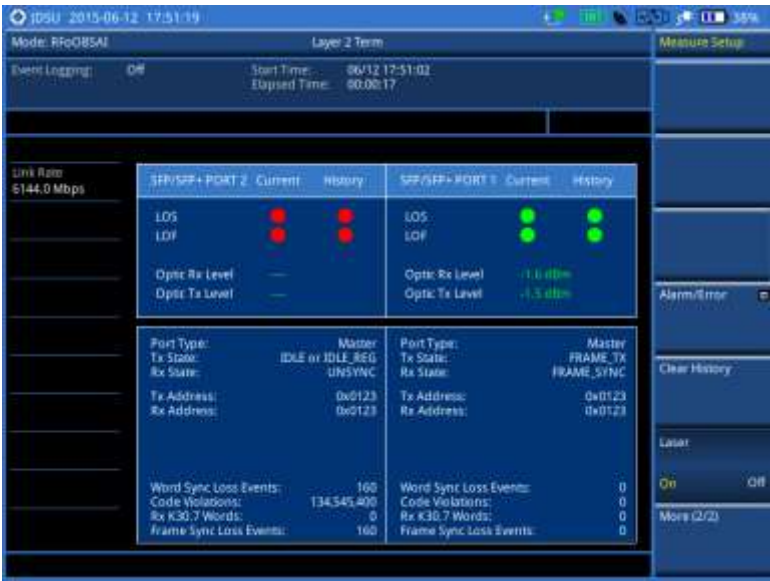 JDSU 2015-06-12 17:51:19
38%
Mode: RFoOBSAI
Layer 2 Term
Measure Setup
Event Logging: Off
Start Time: 06/12 17:51:02
Elapsed Time: 00:00:17
Link Rate
6144.0 Mbps
SFP/SFP+ PORT 2 Current History
LOS
LOF
Optic Rx Level ---
Optic Tx Level ---
SFP/SFP+ PORT 1 Current History
LOS
LOF
Optic Rx Level -1.6 dBm
Optic Tx Level -1.5 dBm
Port Type: Master
Tx State: IDLE or IDLE_REG
Rx State: UNSYNC
Tx Address: 0x0123
Rx Address: 0x0123
Word Sync Loss Events: 160
Code Violations: 134,545,400
Rx K30.7 Words: 0
Frame Sync Loss Events: 160
Port Type: Master
Tx State: FRAME_TX
Rx State: FRAME_SYNC
Tx Address: 0x0123
Rx Address: 0x0123
Word Sync Loss Events: 0
Code Violations: 0
Rx K30.7 Words: 0
Frame Sync Loss Events: 0
Alarm/Error
Clear History
Laser
On Off
More (2/2)